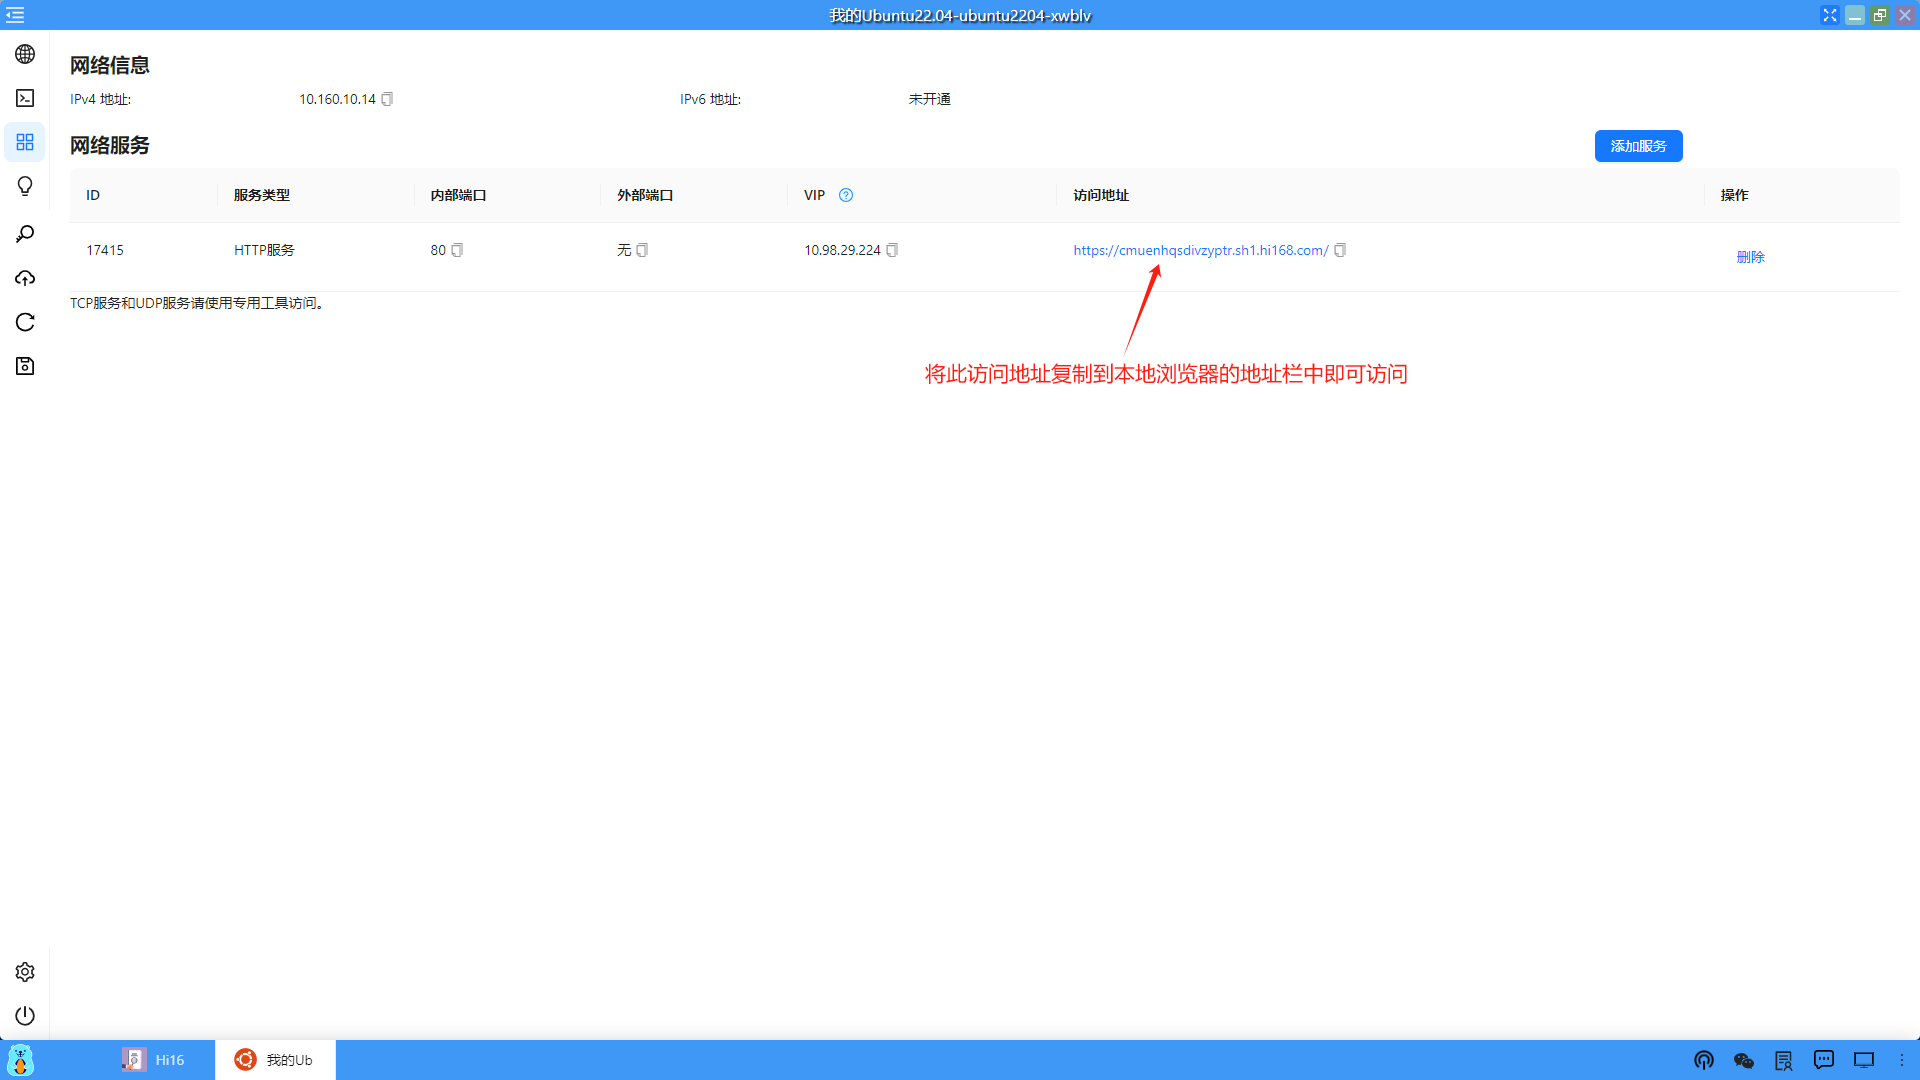 我的Ubuntu22.04-ubuntu2204-xwblv
网络信息
IPv4 地址: 10.160.10.14 IPv6 地址: 未开通
网络服务 添加服务
ID 服务类型 内部端口 外部端口 VIP 访问地址 操作
17415 HTTP服务 80 无 10.98.29.224 https://cmuenhqsdivzyptr.sh1.hi168.com/ 删除
TCP服务和UDP服务请使用专用工具访问。
将此访问地址复制到本地浏览器的地址栏中即可访问
Hi16 我的Ub